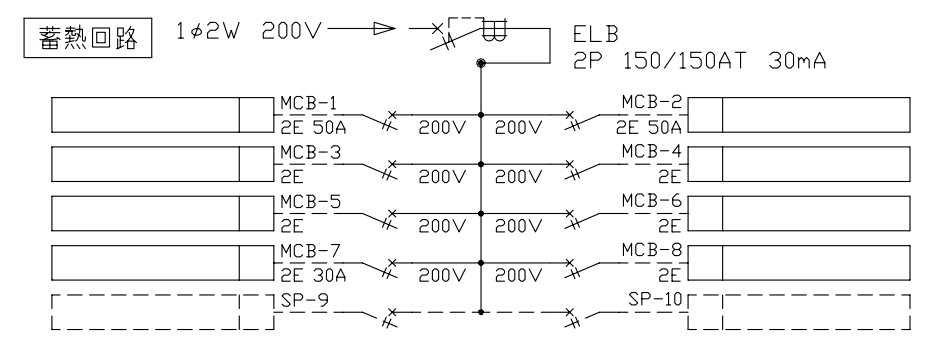 蓄熱回路 1φ2W 200V
ELB
2P 150/150AT 30mA
MCB-1 MCB-2
2E 50A 200V 200V 2E 50A
MCB-3 MCB-4
2E 200V 200V 2E
MCB-5 MCB-6
2E 200V 200V 2E
MCB-7 MCB-8
2E 30A 200V 200V 2E
SP-9 SP-10